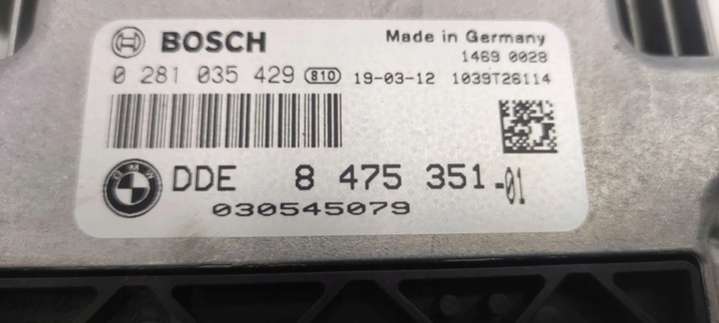 BOSCH
Made in Germany
1469 0028
0 281 035 429 810 19-03-12 1039T26114
BMW
DDE 8 475 351-01
030545079